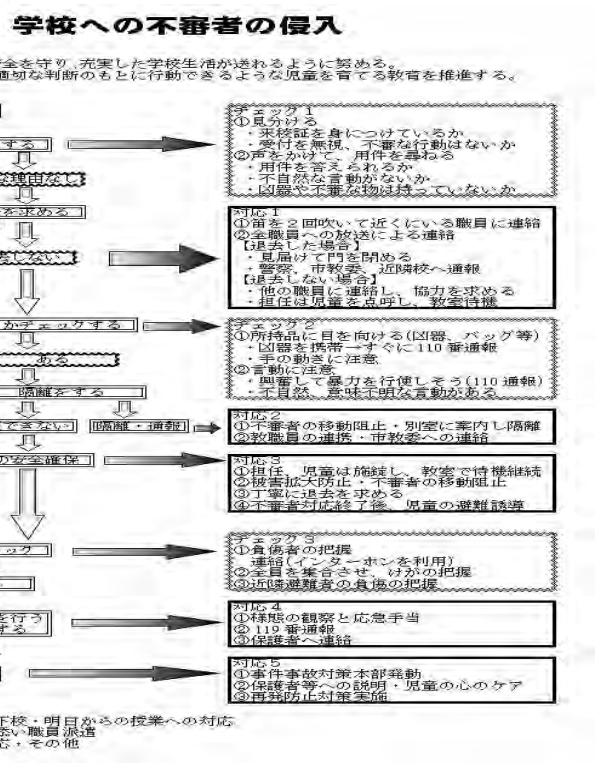 学校への不審者の侵入
安全を守り、充実した学校生活が送れるように努める。
適切な判断のもとに行動できるような児童を育てる教育を推進する。
チェック1
する
①見分ける
・来校証を身につけているか
・受付を無視、不審な行動はないか
②声をかけて、用件を尋ねる
・用件を答えられるか
・不自然な言動がないか
・凶器や不審な物は持っていないか
な理由なし
を求める
対応1
①笛を2回吹いて近くにいる職員に連絡
②全職員への放送による連絡
【退去した場合】
・見届けて門を閉める
・警察、市教委、近隣校へ通報
【退去しない場合】
・他の職員に連絡し、協力を求める
・担任は児童を点呼し、教室待機
去しない
かチェックする
チェック2
①所持品に目を向ける(凶器、バッグ等)
・凶器を携帯→すぐに110番通報
・手の動きに注意
②言動に注意
・興奮して暴力を行使しそう(110通報)
・不自然、意味不明な言動がある
ある
隔離をする
できない
隔離・通報
対応2
①不審者の移動阻止・別室に案内し隔離
②教職員の連携・市教委への連絡
の安全確保
対応3
①担任、児童は施錠し、教室で待機継続
②被害拡大防止・不審者の移動阻止
③丁寧に退去を求める
④不審者対応終了後、児童の避難誘導
ェック
チェック3
①負傷者の把握
連絡(インターホンを利用)
②全員を集合させ、けがの把握
③近隣避難者の負傷の把握
を行う
する
対応4
①様態の観察と応急手当
②119番通報
③保護者へ連絡
対応5
①事件事故対策本部発動
②保護者等への説明・児童の心のケア
③再発防止対策実施
下校・明日からの授業への対応
添い職員派遣
応・その他